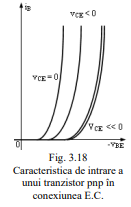 iB
vCE<0
vCE=0
vCE <<0
0
-vBE
Fig. 3.18
Caracteristica de intrare a
unui tranzistor pnp în
conexiunea E.C.